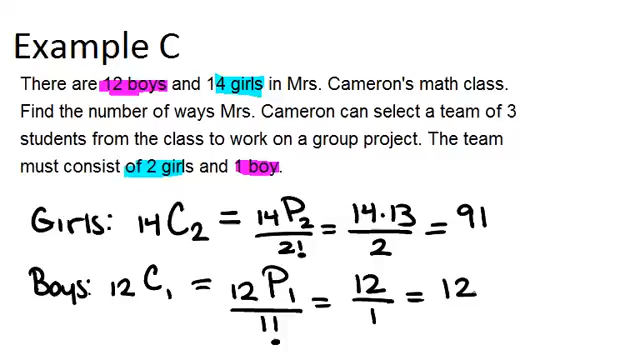 Example C
There are 12 boys and 14 girls in Mrs. Cameron's math class.
Find the number of ways Mrs. Cameron can select a team of 3
students from the class to work on a group project. The team
must consist of 2 girls and 1 boy.
Girls: 14C2 = 14P2/2! = 14·13/2 = 91
Boys: 12C1 = 12P1/1! = 12/1 = 12